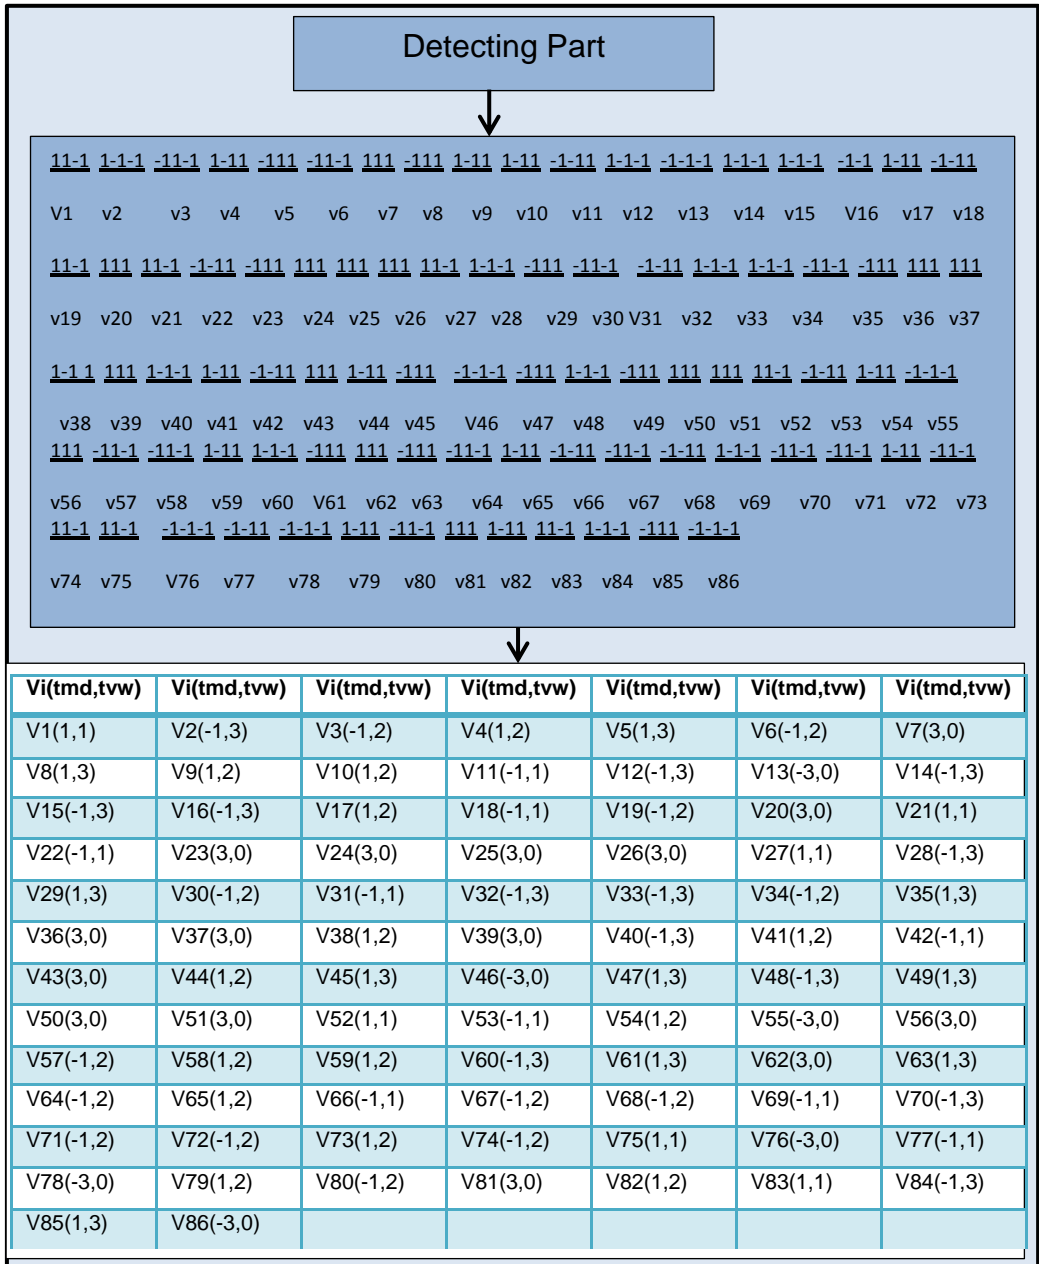 Detecting Part
11-1 1-1-1 -11-1 1-11 -111 -11-1 111 -111 1-11 1-11 -1-11 1-1-1 -1-1-1 1-1-1 1-1-1 -1-1 1-11 -1-11
V1 v2 v3 v4 v5 v6 v7 v8 v9 v10 v11 v12 v13 v14 v15 V16 v17 v18
11-1 111 11-1 -1-11 -111 111 111 111 11-1 1-1-1 -111 -11-1 -1-11 1-1-1 1-1-1 -11-1 -111 111 111
v19 v20 v21 v22 v23 v24 v25 v26 v27 v28 v29 v30 V31 v32 v33 v34 v35 v36 v37
1-1 1 111 1-1-1 1-11 -1-11 111 1-11 -111 -1-1-1 -111 1-1-1 -111 111 111 11-1 -1-11 1-11 -1-1-1
v38 v39 v40 v41 v42 v43 v44 v45 V46 v47 v48 v49 v50 v51 v52 v53 v54 v55
111 -11-1 -11-1 1-11 1-1-1 -111 111 -111 -11-1 1-11 -1-11 -11-1 -1-11 1-1-1 -11-1 -11-1 1-11 -11-1
v56 v57 v58 v59 v60 V61 v62 v63 v64 v65 v66 v67 v68 v69 v70 v71 v72 v73
11-1 11-1 -1-1-1 -1-11 -1-1-1 1-11 -11-1 111 1-11 11-1 1-1-1 -111 -1-1-1
v74 v75 V76 v77 v78 v79 v80 v81 v82 v83 v84 v85 v86
Vi(tmd,tvw) Vi(tmd,tvw) Vi(tmd,tvw) Vi(tmd,tvw) Vi(tmd,tvw) Vi(tmd,tvw) Vi(tmd,tvw)
V1(1,1) V2(-1,3) V3(-1,2) V4(1,2) V5(1,3) V6(-1,2) V7(3,0)
V8(1,3) V9(1,2) V10(1,2) V11(-1,1) V12(-1,3) V13(-3,0) V14(-1,3)
V15(-1,3) V16(-1,3) V17(1,2) V18(-1,1) V19(-1,2) V20(3,0) V21(1,1)
V22(-1,1) V23(3,0) V24(3,0) V25(3,0) V26(3,0) V27(1,1) V28(-1,3)
V29(1,3) V30(-1,2) V31(-1,1) V32(-1,3) V33(-1,3) V34(-1,2) V35(1,3)
V36(3,0) V37(3,0) V38(1,2) V39(3,0) V40(-1,3) V41(1,2) V42(-1,1)
V43(3,0) V44(1,2) V45(1,3) V46(-3,0) V47(1,3) V48(-1,3) V49(1,3)
V50(3,0) V51(3,0) V52(1,1) V53(-1,1) V54(1,2) V55(-3,0) V56(3,0)
V57(-1,2) V58(1,2) V59(1,2) V60(-1,3) V61(1,3) V62(3,0) V63(1,3)
V64(-1,2) V65(1,2) V66(-1,1) V67(-1,2) V68(-1,2) V69(-1,1) V70(-1,3)
V71(-1,2) V72(-1,2) V73(1,2) V74(-1,2) V75(1,1) V76(-3,0) V77(-1,1)
V78(-3,0) V79(1,2) V80(-1,2) V81(3,0) V82(1,2) V83(1,1) V84(-1,3)
V85(1,3) V86(-3,0)